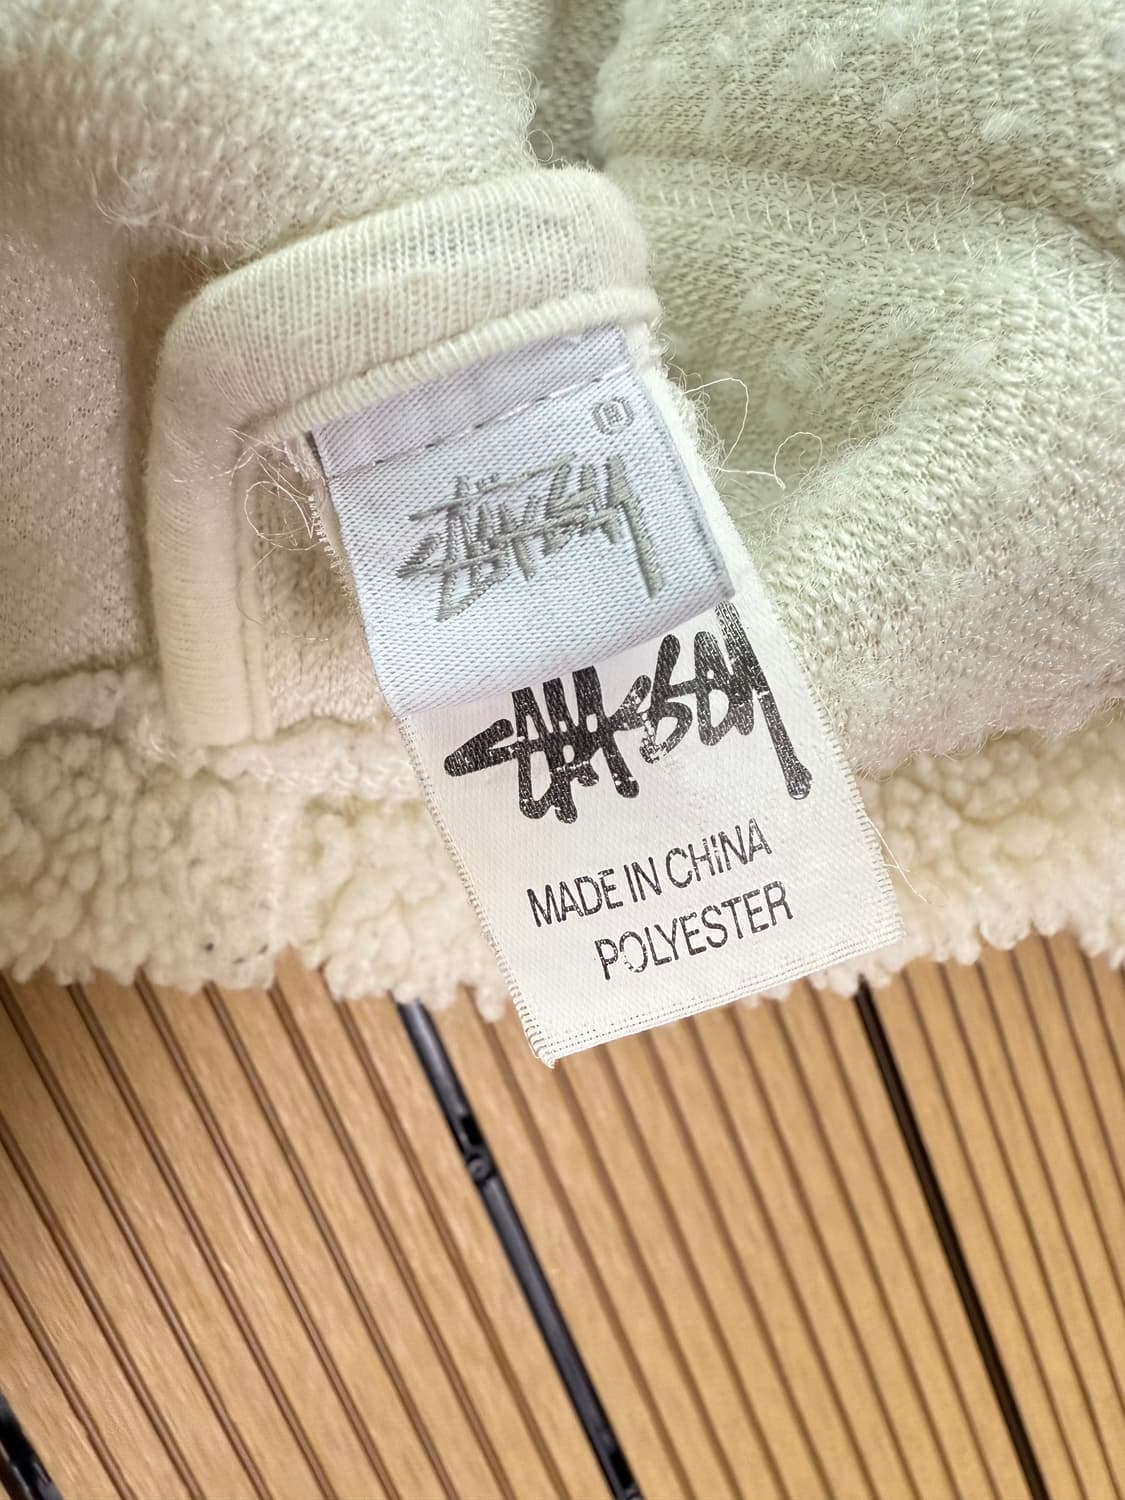 ®
STÜSSY
STÜSSY
MADE IN CHINA
POLYESTER